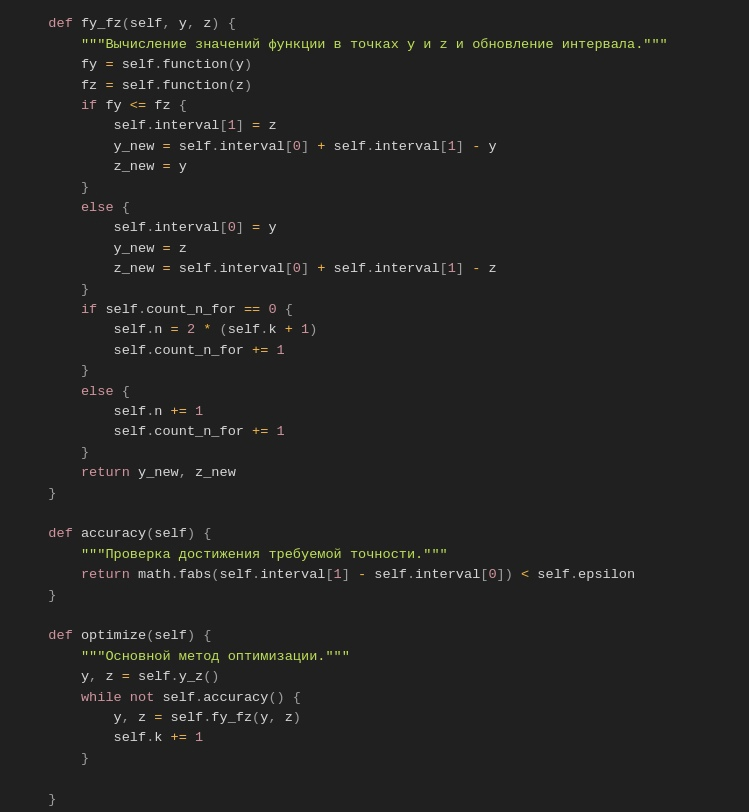 def fy_fz(self, y, z) {
"""Вычисление значений функции в точках y и z и обновление интервала."""
fy = self.function(y)
fz = self.function(z)
if fy <= fz {
self.interval[1] = z
y_new = self.interval[0] + self.interval[1] - y
z_new = y
}
else {
self.interval[0] = y
y_new = z
z_new = self.interval[0] + self.interval[1] - z
}
if self.count_n_for == 0 {
self.n = 2 * (self.k + 1)
self.count_n_for += 1
}
else {
self.n += 1
self.count_n_for += 1
}
return y_new, z_new
}
def accuracy(self) {
"""Проверка достижения требуемой точности."""
return math.fabs(self.interval[1] - self.interval[0]) < self.epsilon
}
def optimize(self) {
"""Основной метод оптимизации."""
y, z = self.y_z()
while not self.accuracy() {
y, z = self.fy_fz(y, z)
self.k += 1
}
}